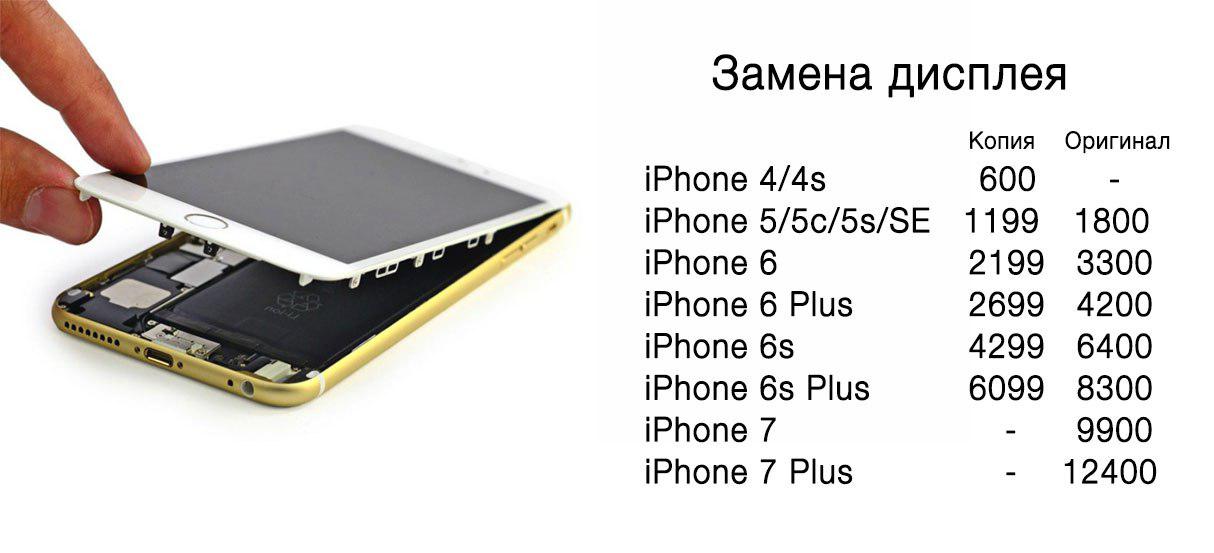 Замена дисплея
Копия Оригинал
iPhone 4/4s 600 -
iPhone 5/5c/5s/SE 1199 1800
iPhone 6 2199 3300
iPhone 6 Plus 2699 4200
iPhone 6s 4299 6400
iPhone 6s Plus 6099 8300
iPhone 7 - 9900
iPhone 7 Plus - 12400